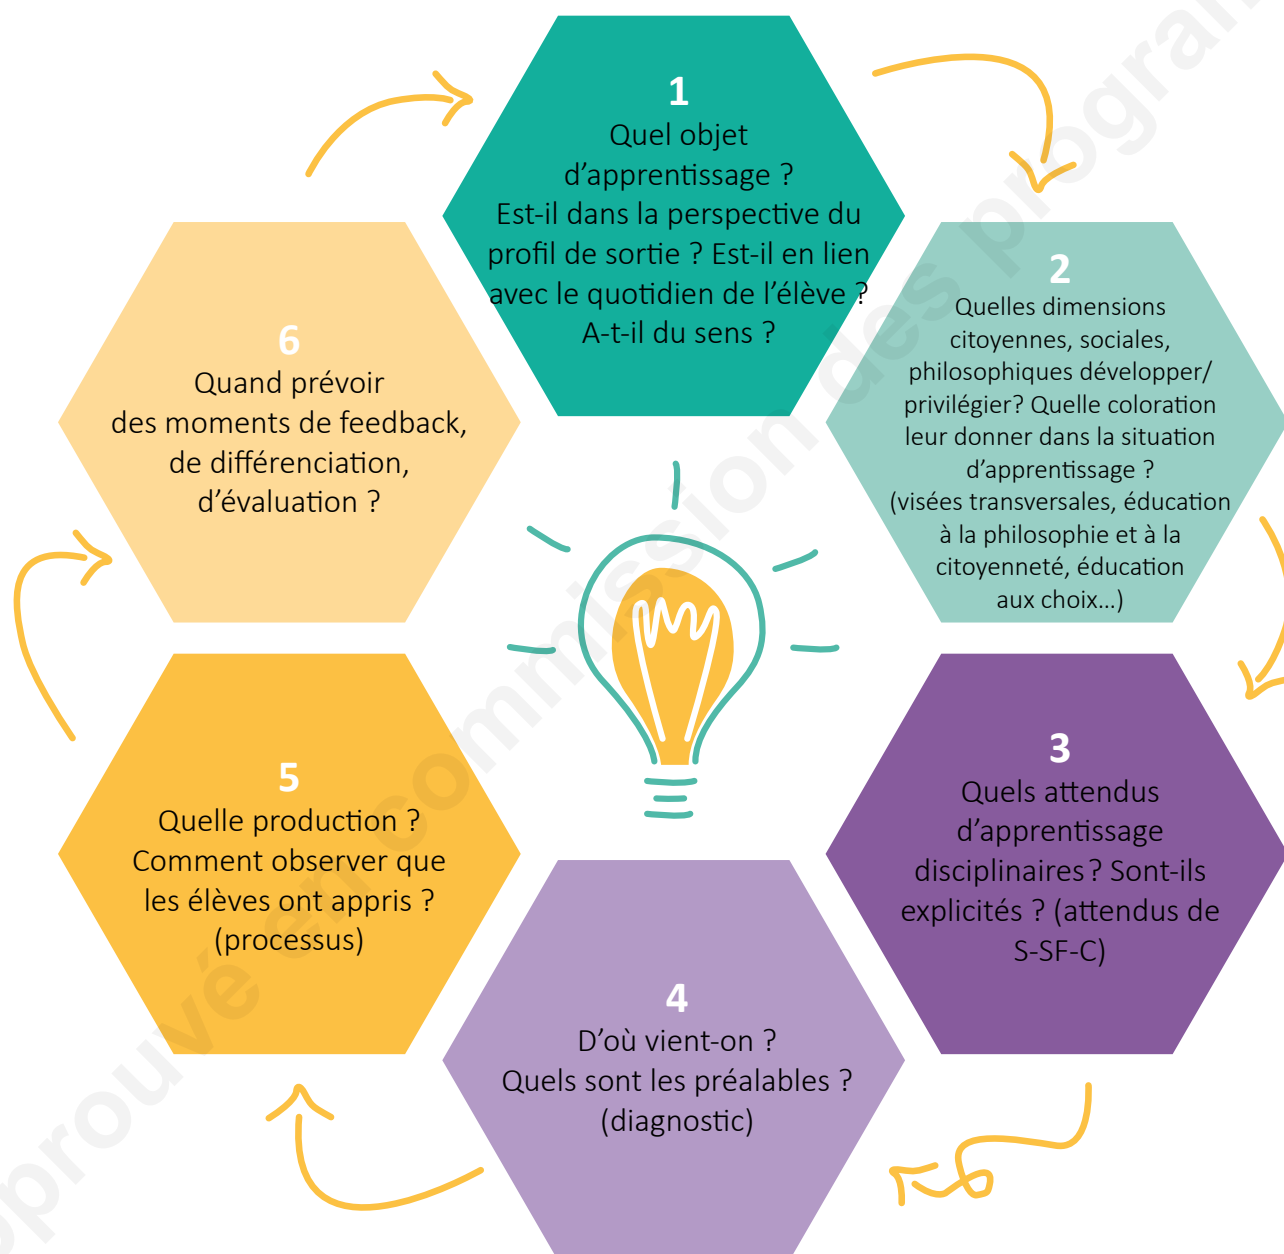 1
Quel objet
d'apprentissage ?
Est-il dans la perspective du
profil de sortie ? Est-il en lien
avec le quotidien de l'élève ?
A-t-il du sens ?
2
Quelles dimensions
citoyennes, sociales,
philosophiques développer/
privilégier? Quelle coloration
leur donner dans la situation
d'apprentissage ?
(visées transversales, éducation
à la philosophie et à la
citoyenneté, éducation
aux choix...)
3
Quels attendus
d'apprentissage
disciplinaires? Sont-ils
explicités ? (attendus de
S-SF-C)
4
D'où vient-on ?
Quels sont les préalables ?
(diagnostic)
5
Quelle production ?
Comment observer que
les élèves ont appris ?
(processus)
6
Quand prévoir
des moments de feedback,
de différenciation,
d'évaluation ?
en commission des